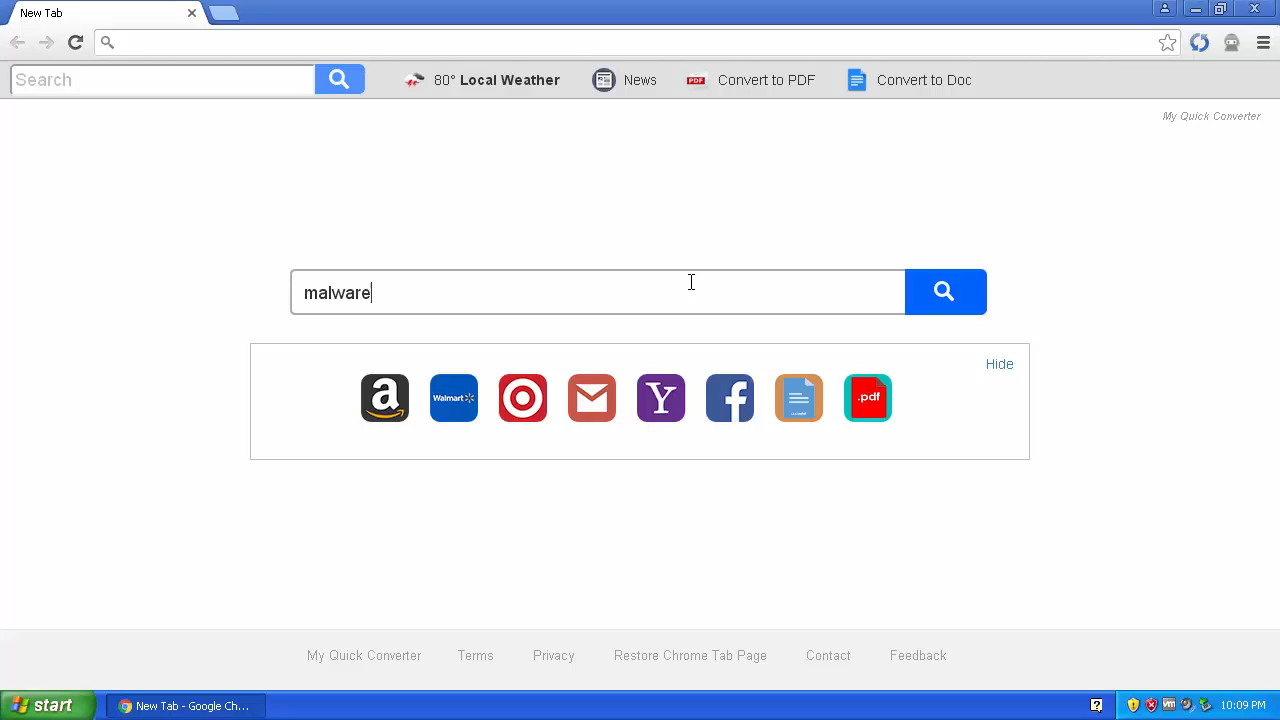 New Tab
Search
80° Local Weather
News
PDF
Convert to PDF
Convert to Doc
My Quick Converter
malware
Hide
a
Walmart
Y
f
.pdf
My Quick Converter
Terms
Privacy
Restore Chrome Tab Page
Contact
Feedback
start
New Tab - Google Ch...
10:09 PM